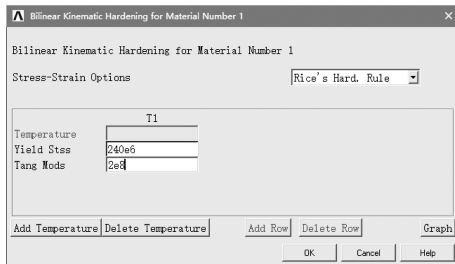 Bilinear Kinematic Hardening for Material Number 1
Bilinear Kinematic Hardening for Material Number 1
Stress-Strain Options Rice's Hard. Rule
T1
Temperature
Yield Stss 240e6
Tang Mods 2e8
Add Temperature Delete Temperature Add Row Delete Row Graph
OK Cancel Help